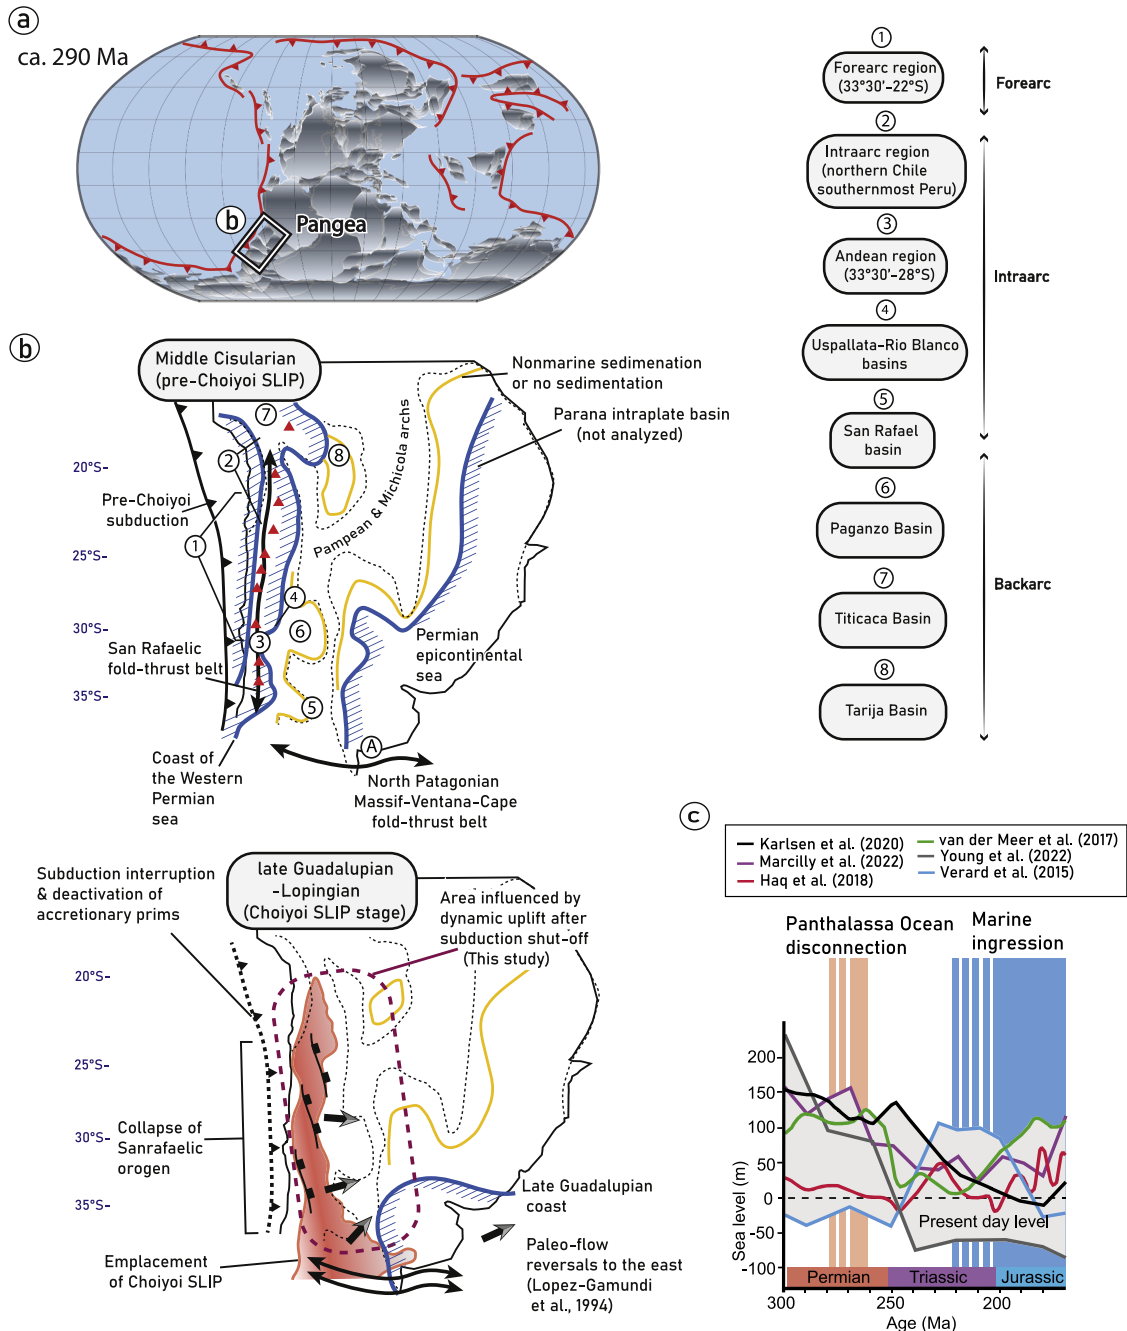 a
ca. 290 Ma
b
Pangea
1
Forearc region
(33°30'-22°S)
Forearc
2
Intraarc region
(northern Chile
southernmost Peru)
3
Andean region
(33°30'-28°S)
Intraarc
4
Uspallata-Rio Blanco
basins
5
San Rafael
basin
6
Paganzo Basin
Backarc
7
Titicaca Basin
8
Tarija Basin
b
Middle Cisularian
(pre-Choiyoi SLIP)
Nonmarine sedimenation
or no sedimentation
Parana intraplate basin
(not analyzed)
7
2
8
20°S-
Pre-Choiyoi
subduction
1
Pampean & Michicola archs
25°S-
4
30°S-
6
3
San Rafaelic
fold-thrust belt
Permian
epicontinental
sea
35°S-
5
A
Coast of
the Western
Permian
sea
North Patagonian
Massif-Ventana-Cape
fold-thrust belt
Subduction interruption
& deactivation of
accretionary prims
late Guadalupian
-Lopingian
(Choiyoi SLIP stage)
Area influenced by
dynamic uplift after
subduction shut-off
(This study)
20°S-
25°S-
Collapse of
Sanrafaelic
orogen
30°S-
35°S-
Late Guadalupian
coast
Emplacement
of Choiyoi SLIP
Paleo-flow
reversals to the east
(Lopez-Gamundi
et al., 1994)
c
Karlsen et al. (2020)
Marcilly et al. (2022
Haq et al. (2018)
van der Meer et al. (2017)
Young et al. (2022)
Verard et al. (2015)
Panthalassa Ocean
disconnection
Marine
ingression
200
150
100
50
0
-50
-100
Sea level (m)
Present day level
Permian
Triassic
Jurassic
300
250
200
Age (Ma)